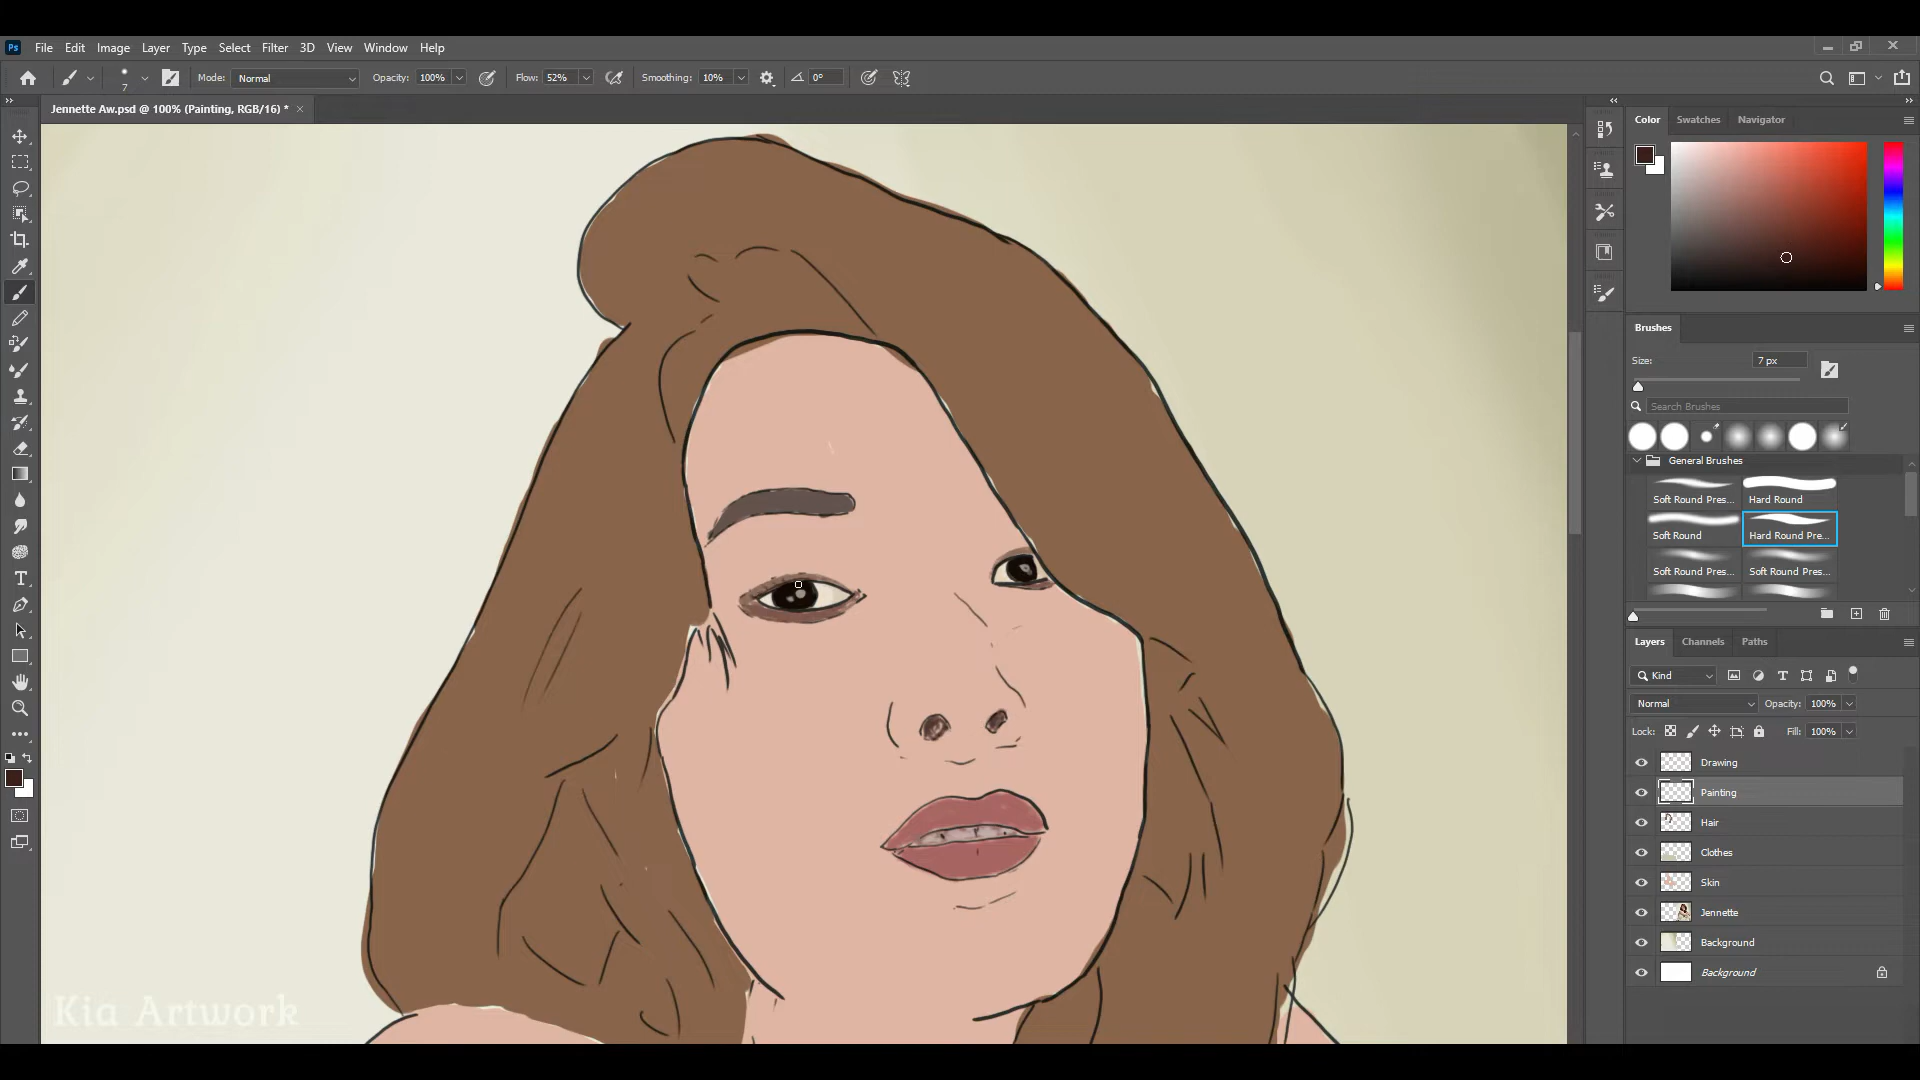 Ps File Edit Image Layer Type Select Filter 3D View Window Help
7 Mode: Normal Opacity: 100% Flow: 52% Smoothing: 10% 0°
Jennette Aw.psd @ 100% (Painting, RGB/16) *
Color Swatches Navigator
Brushes
Size: 7 px
Search Brushes
General Brushes
Soft Round Pres... Hard Round
Soft Round Hard Round Pre...
Soft Round Pres... Soft Round Pres...
Layers Channels Paths
Kind
Normal Opacity: 100%
Lock: Fill: 100%
Drawing
Painting
Hair
Clothes
Skin
Jennette
Background
Background
Kia Artwork